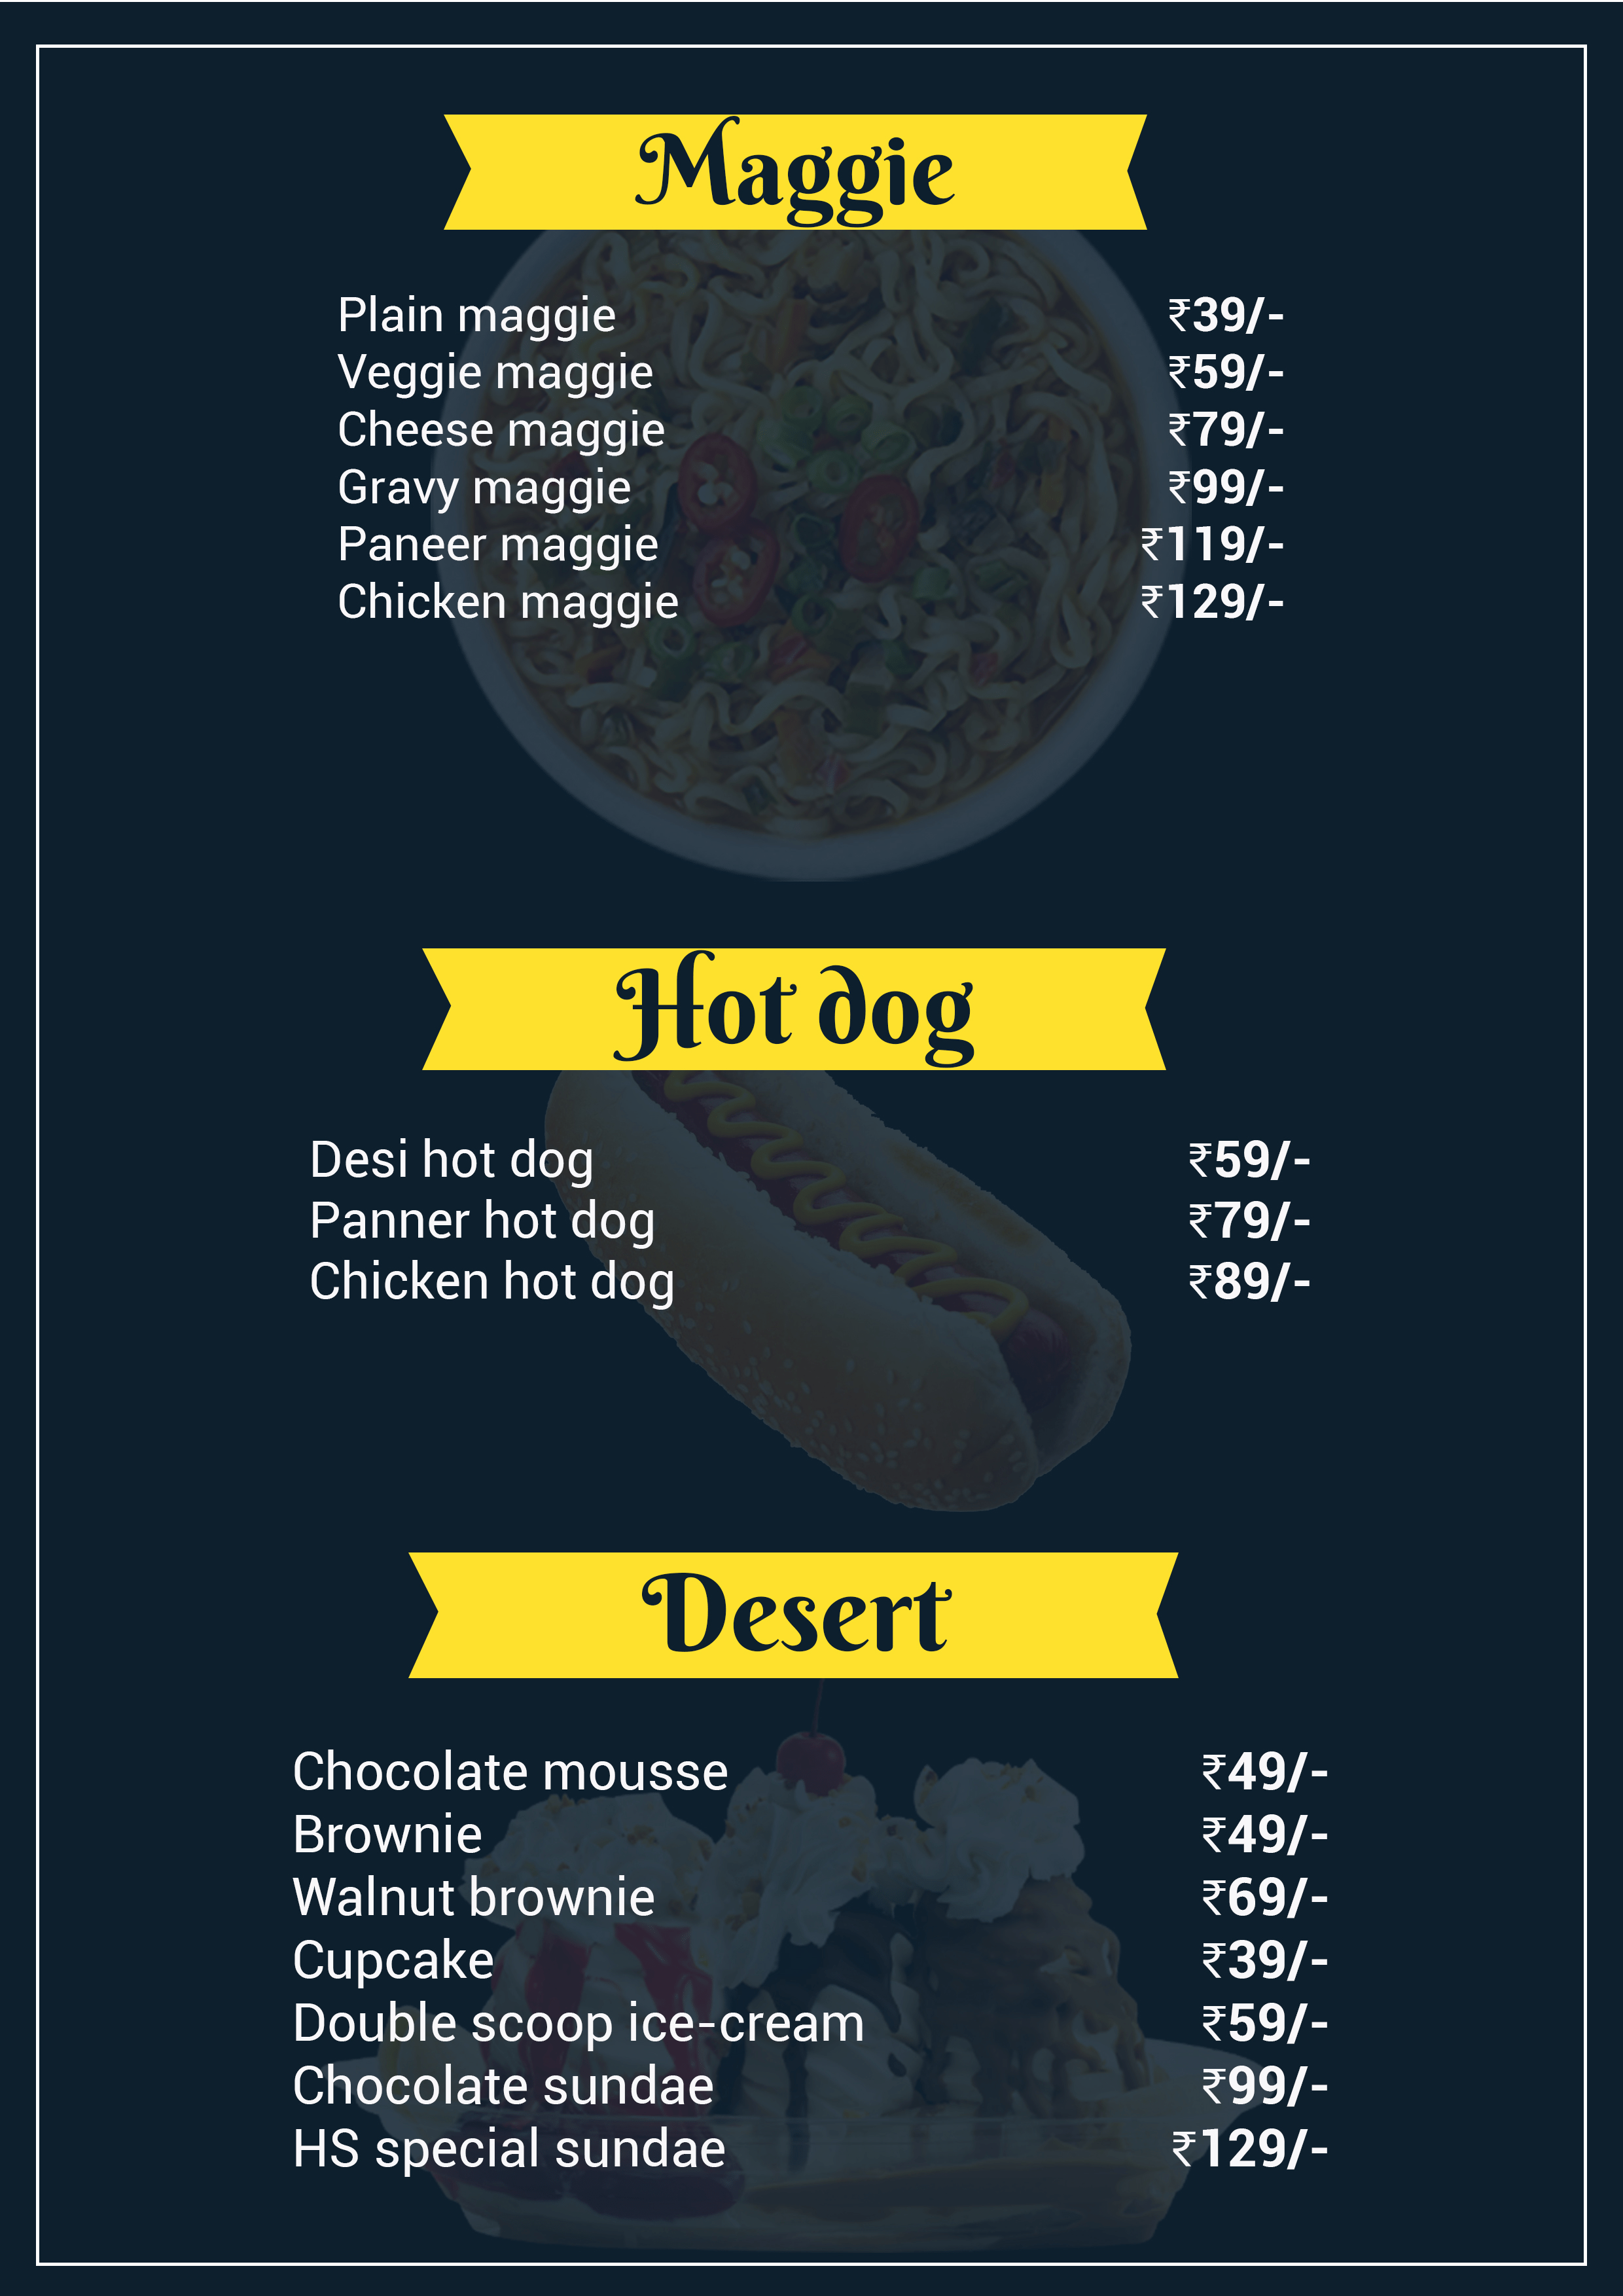 Maggie
Plain maggie ₹39/-
Veggie maggie ₹59/-
Cheese maggie ₹79/-
Gravy maggie ₹99/-
Paneer maggie ₹119/-
Chicken maggie ₹129/-
Hot dog
Desi hot dog ₹59/-
Panner hot dog ₹79/-
Chicken hot dog ₹89/-
Desert
Chocolate mousse ₹49/-
Brownie ₹49/-
Walnut brownie ₹69/-
Cupcake ₹39/-
Double scoop ice-cream ₹59/-
Chocolate sundae ₹99/-
HS special sundae ₹129/-